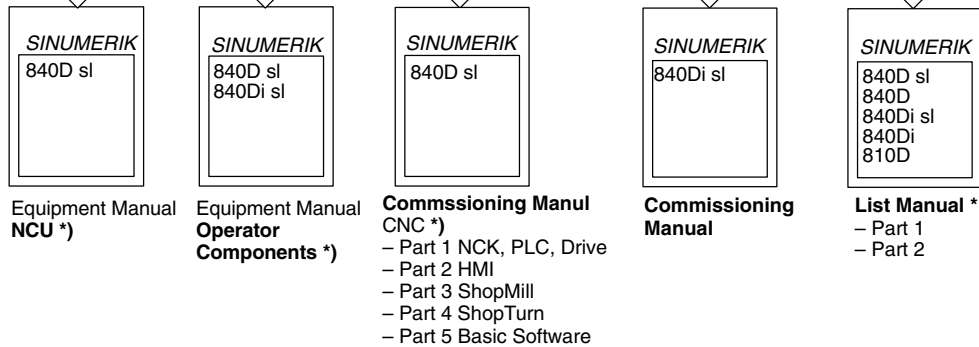 SINUMERIK
840D sl
Equipment Manual
NCU *)
SINUMERIK
840D sl
840Di sl
Equipment Manual
Operator
Components *)
SINUMERIK
840D sl
Commssioning Manul
CNC *)
– Part 1 NCK, PLC, Drive
– Part 2 HMI
– Part 3 ShopMill
– Part 4 ShopTurn
– Part 5 Basic Software
SINUMERIK
840Di sl
Commissioning
Manual
SINUMERIK
840D sl
840D
840Di sl
840Di
810D
List Manual *
– Part 1
– Part 2